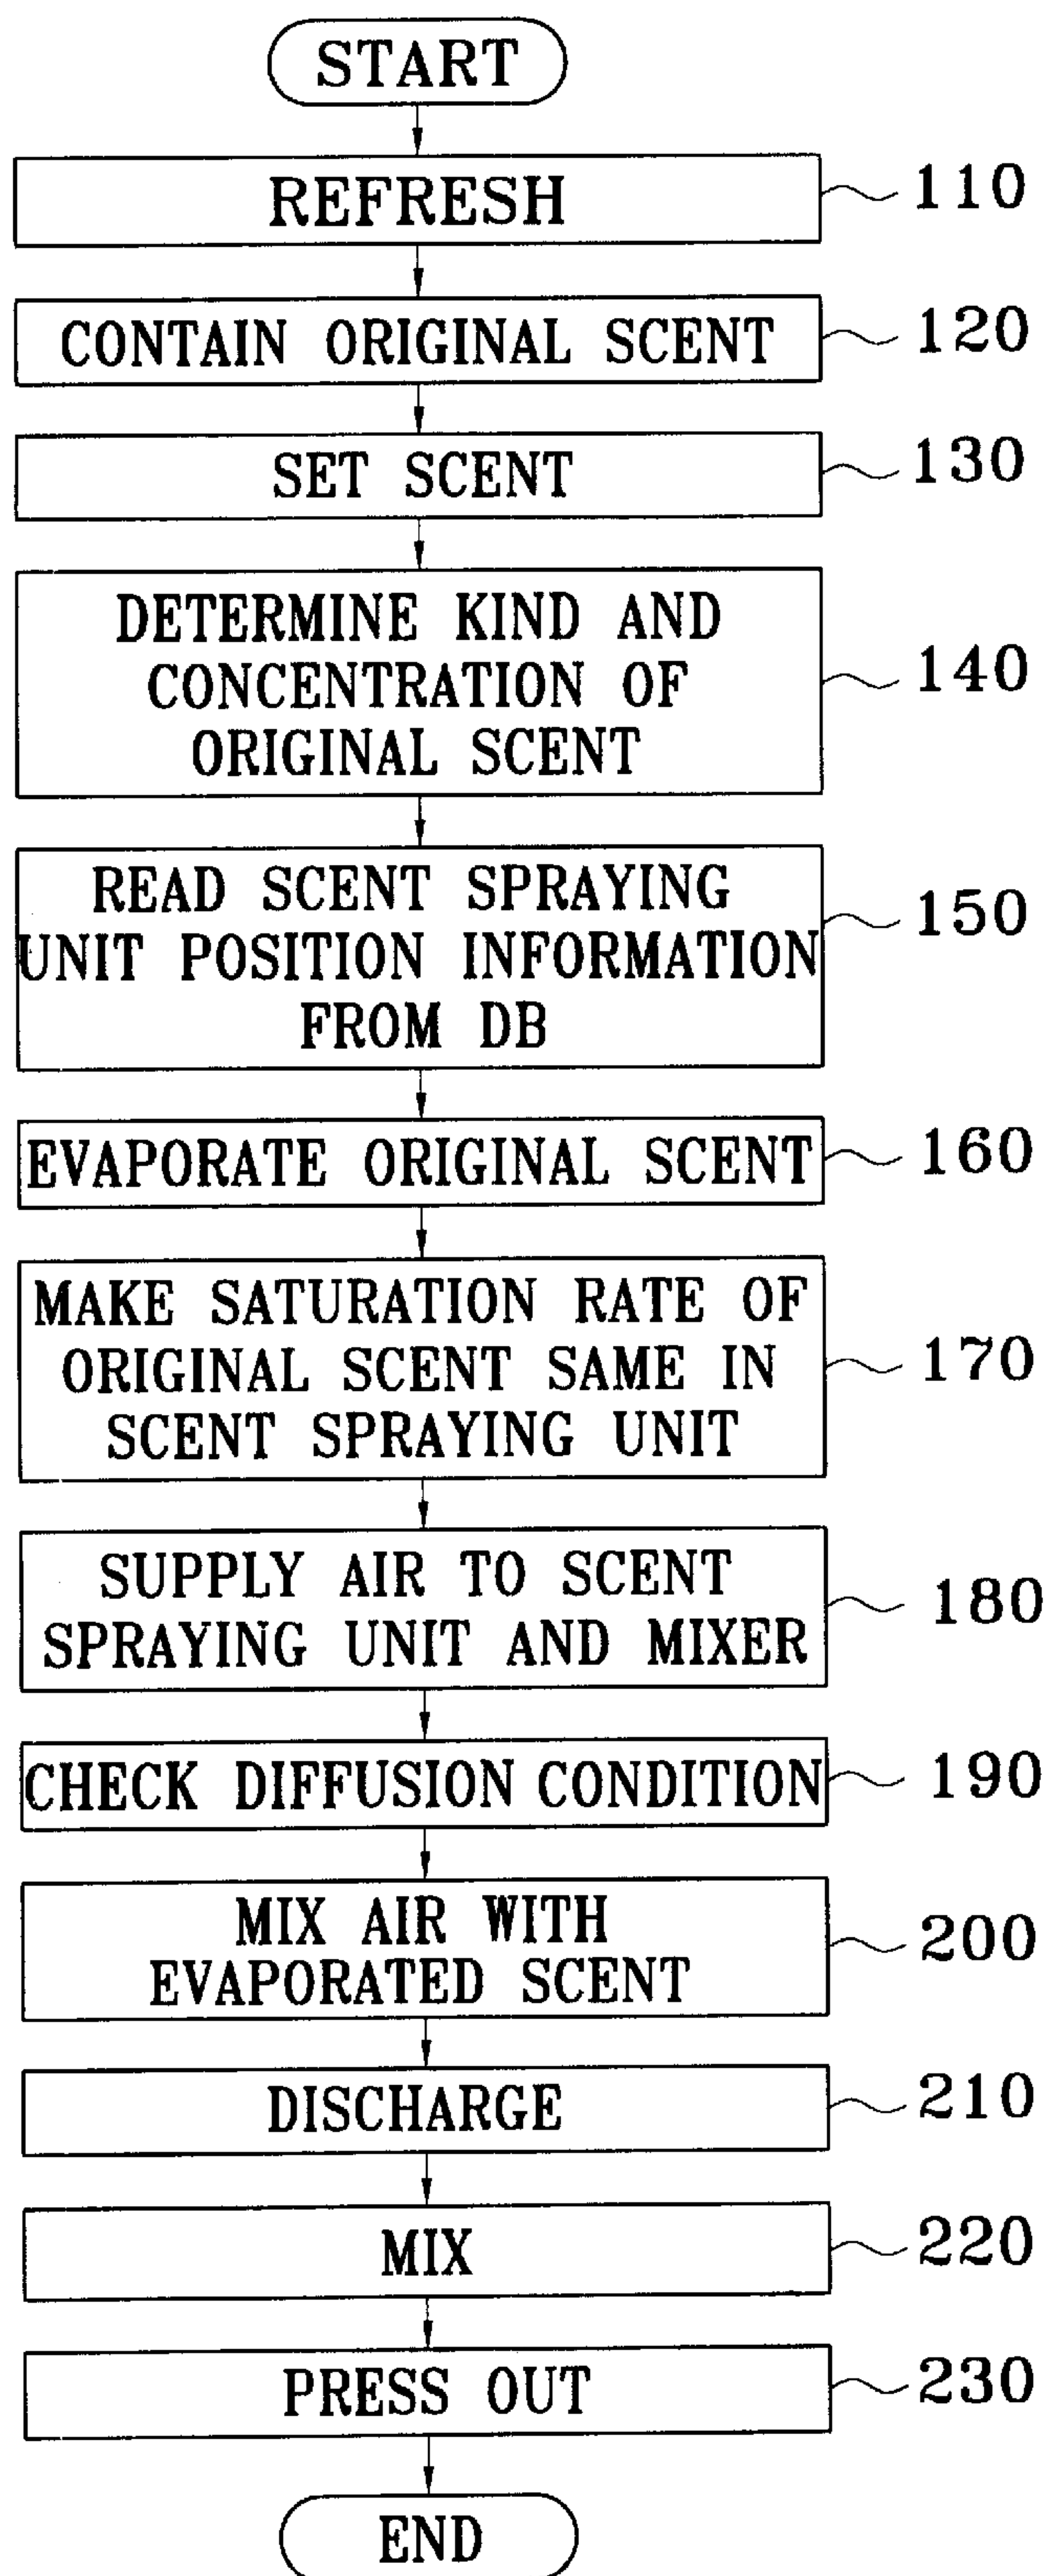 START
REFRESH
110
CONTAIN ORIGINAL SCENT
120
SET SCENT
130
DETERMINE KIND AND
CONCENTRATION OF
ORIGINAL SCENT
140
READ SCENT SPRAYING
UNIT POSITION INFORMATION
FROM DB
150
EVAPORATE ORIGINAL SCENT
160
MAKE SATURATION RATE OF
ORIGINAL SCENT SAME IN
SCENT SPRAYING UNIT
170
SUPPLY AIR TO SCENT
SPRAYING UNIT AND MIXER
180
CHECK DIFFUSION CONDITION
190
MIX AIR WITH
EVAPORATED SCENT
200
DISCHARGE
210
MIX
220
PRESS OUT
230
END